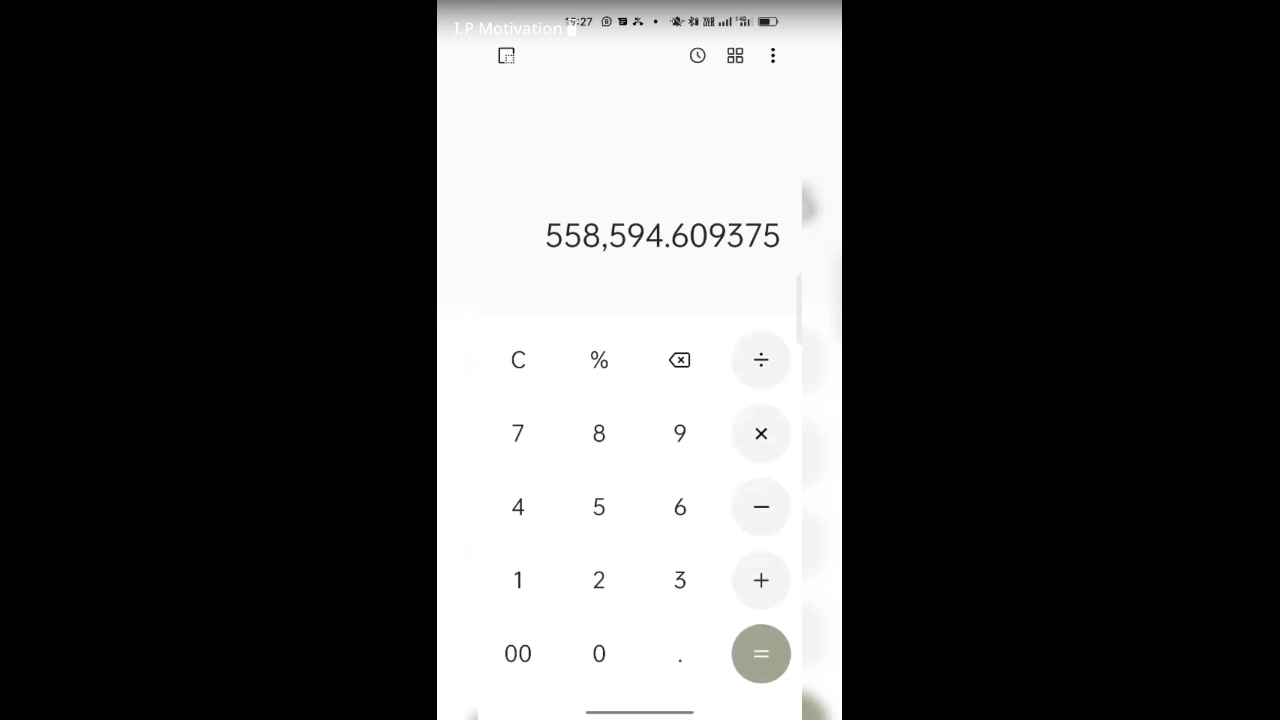 I.P Motivation
558,594.609375
C % ÷
7 8 9 ×
4 5 6 −
1 2 3 +
00 0 . =